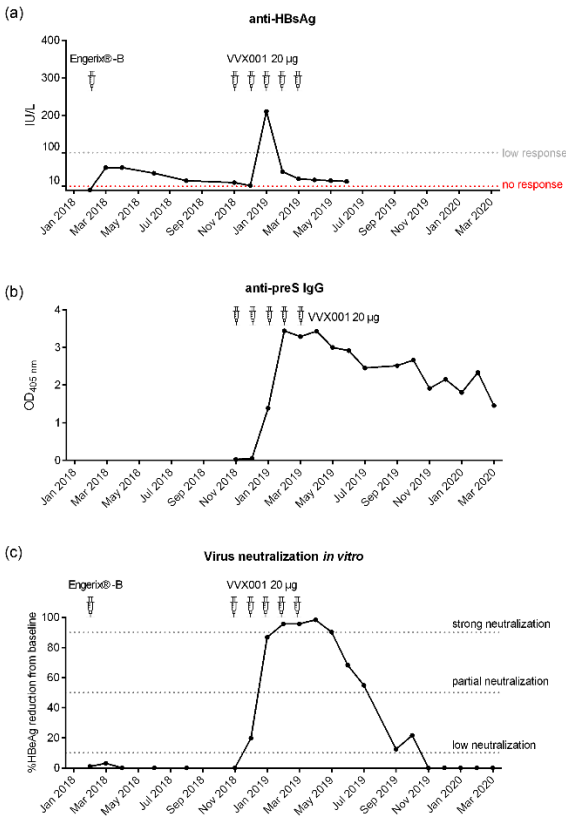 (a)
anti-HBsAg
Engerix®-B
VVX001 20 µg
IU/L
400
300
200
100
10
low response
no response
Jan 2018
Mar 2018
May 2018
Jul 2018
Sep 2018
Nov 2018
Jan 2019
Mar 2019
May 2019
Jul 2019
Sep 2019
Nov 2019
Jan 2020
Mar 2020
(b)
anti-preS IgG
VVX001 20 µg
OD405 nm
4
3
2
1
0
Jan 2018
Mar 2018
May 2018
Jul 2018
Sep 2018
Nov 2018
Jan 2019
Mar 2019
May 2019
Jul 2019
Sep 2019
Nov 2019
Jan 2020
Mar 2020
(c)
Virus neutralization in vitro
Engerix®-B
VVX001 20 µg
%HBeAg reduction from baseline
100
80
60
40
20
0
strong neutralization
partial neutralization
low neutralization
Jan 2018
Mar 2018
May 2018
Jul 2018
Sep 2018
Nov 2018
Jan 2019
Mar 2019
May 2019
Jul 2019
Sep 2019
Nov 2019
Jan 2020
Mar 2020